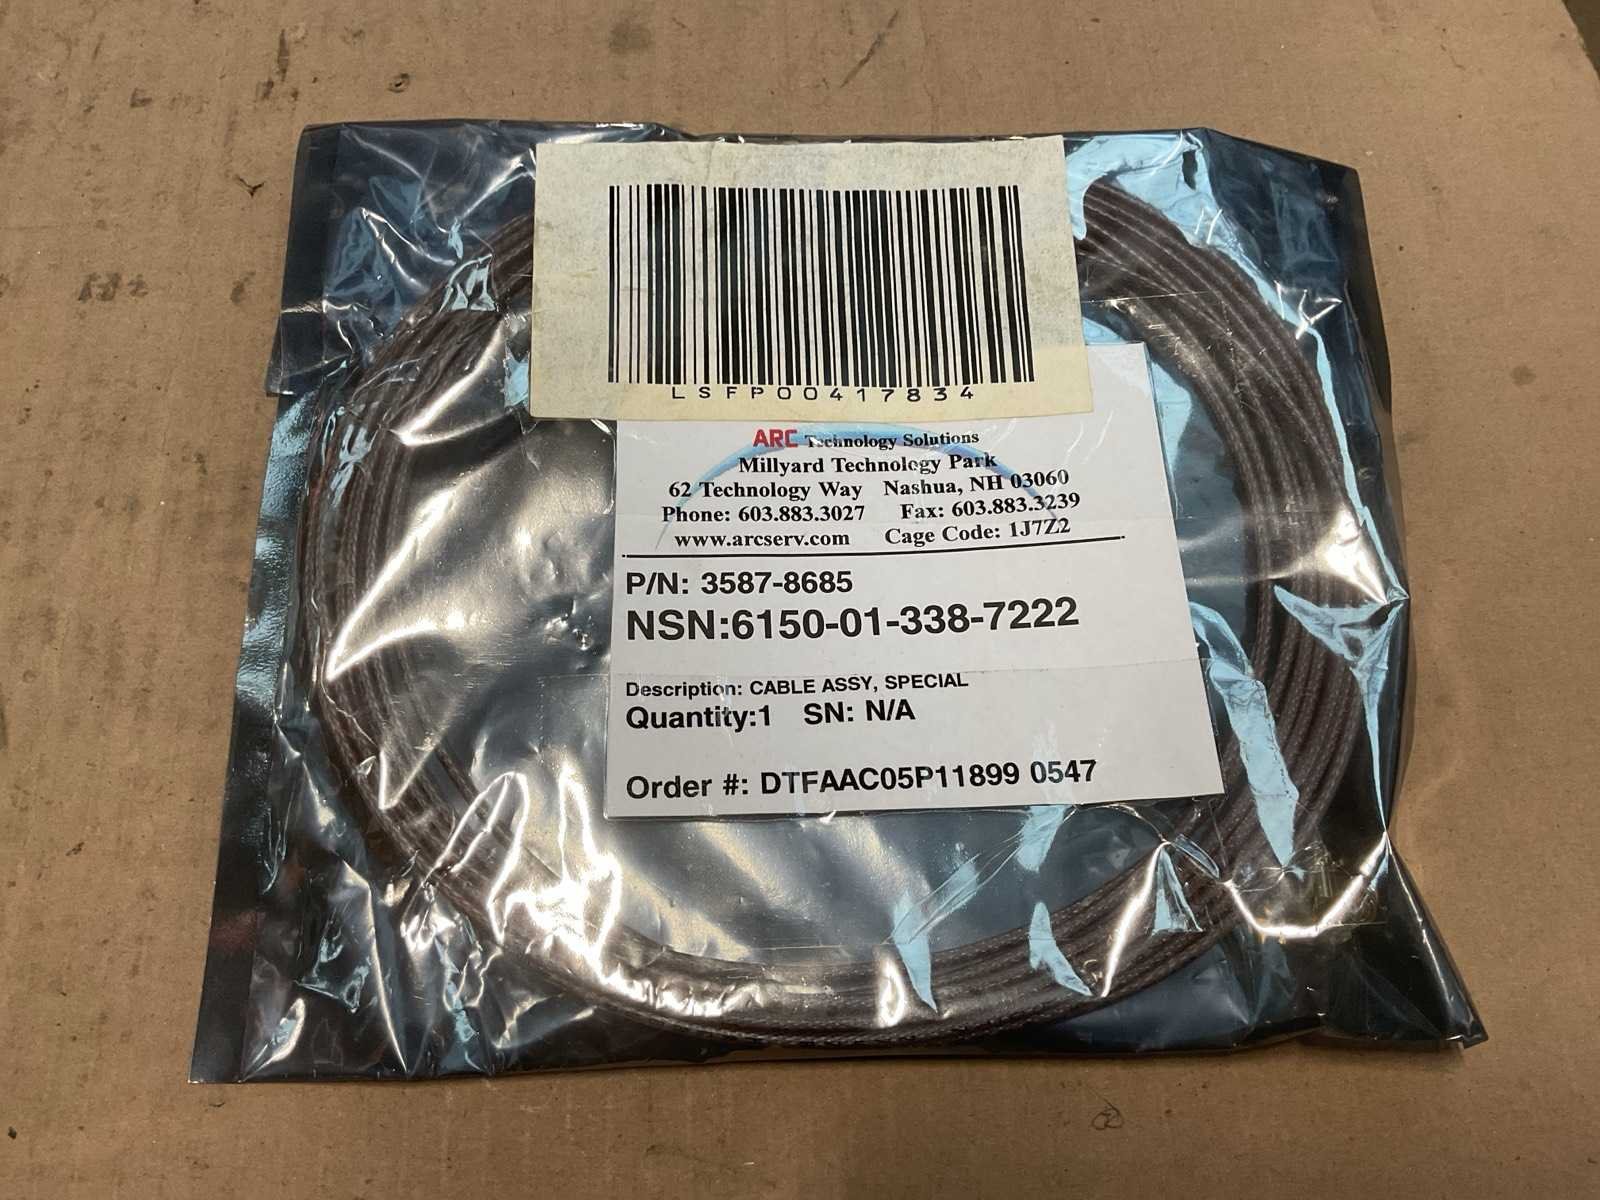 LSFP00417834
ARC Technology Solutions
Millyard Technology Park
62 Technology Way Nashua, NH 03060
Phone: 603.883.3027 Fax: 603.883.3239
www.arcserv.com Cage Code: 1J7Z2
P/N: 3587-8685
NSN:6150-01-338-7222
Description: CABLE ASSY, SPECIAL
Quantity:1 SN: N/A
Order #: DTFAAC05P11899 0547